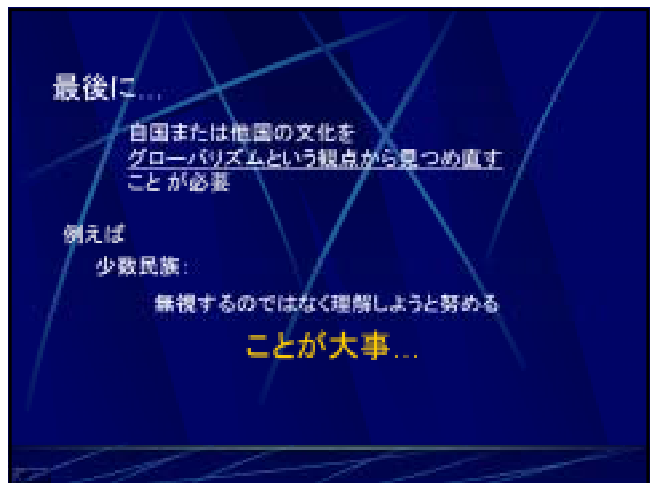 最後に...
自国または他国の文化を
グローバリズムという観点から見つめ直す
ことが必要
例えば
少数民族:
無視するのではなく理解しようと努める
ことが大事...